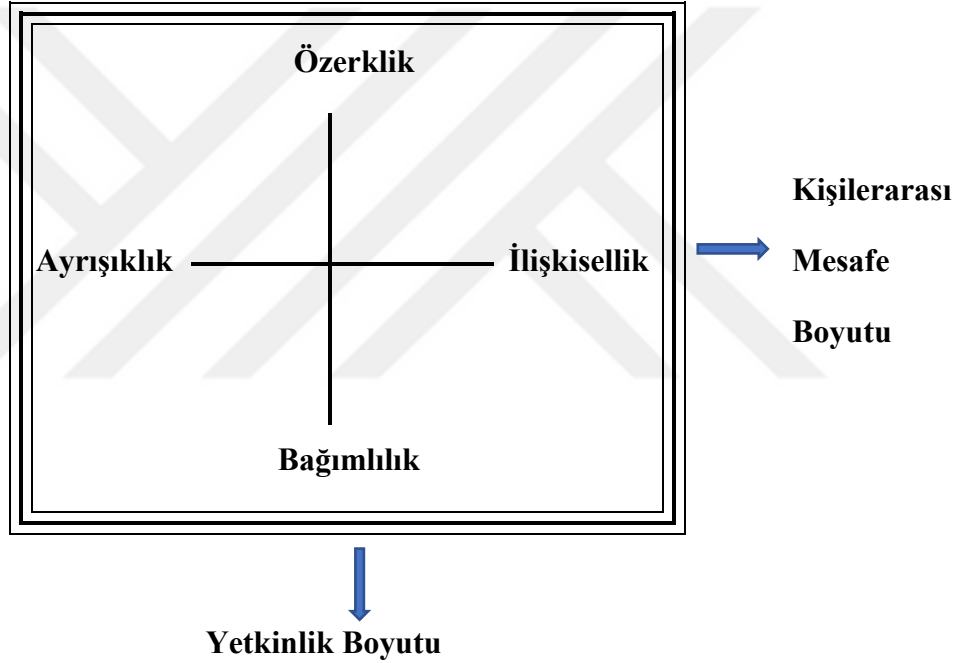 Özerklik
Kişilerarası
Ayrışıklık
İlişkisellik
Mesafe
Boyutu
Bağımlılık
Yetkinlik Boyutu